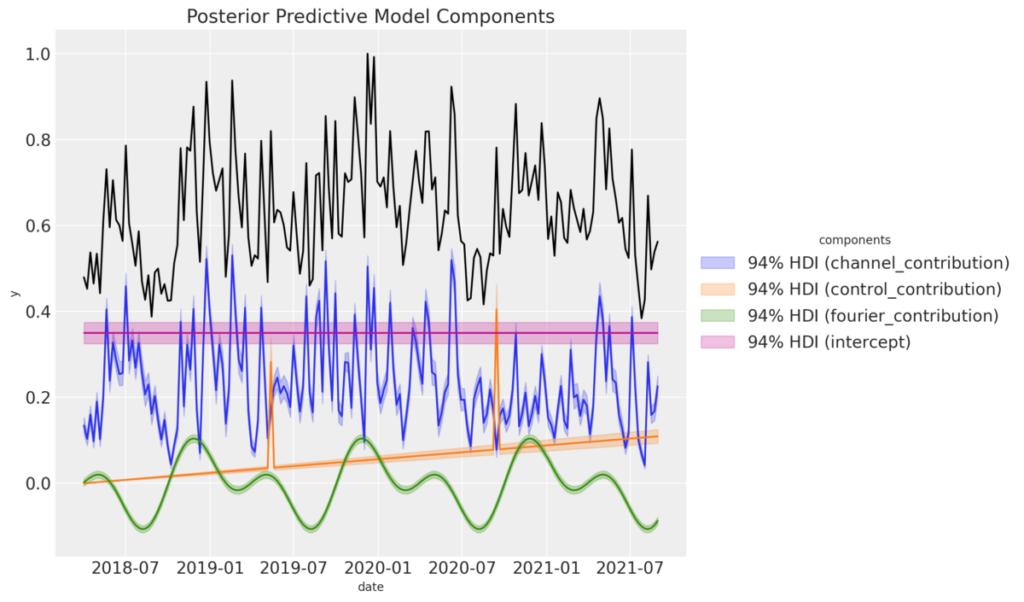 Posterior Predictive Model Components
1.0
0.8
0.6
0.4
0.2
0.0
y
2018-07 2019-01 2019-07 2020-01 2020-07 2021-01 2021-07
date
components
94% HDI (channel_contribution)
94% HDI (control_contribution)
94% HDI (fourier_contribution)
94% HDI (intercept)